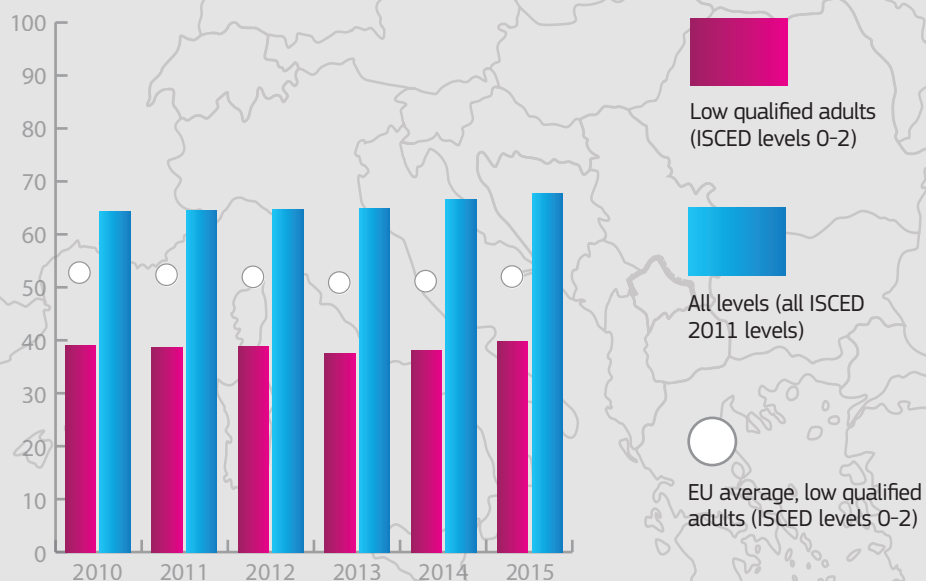 100
90
80
70
60
50
40
30
20
10
0
2010 2011 2012 2013 2014 2015
Low qualified adults
(ISCED levels 0-2)
All levels (all ISCED
2011 levels)
EU average, low qualified
adults (ISCED levels 0-2)